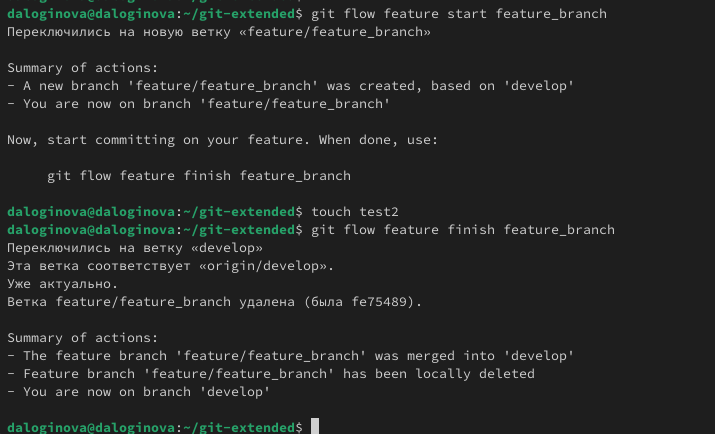 daloginova@daloginova:~/git-extended$ git flow feature start feature_branch
Переключились на новую ветку «feature/feature_branch»

Summary of actions:
- A new branch 'feature/feature_branch' was created, based on 'develop'
- You are now on branch 'feature/feature_branch'

Now, start committing on your feature. When done, use:

     git flow feature finish feature_branch

daloginova@daloginova:~/git-extended$ touch test2
daloginova@daloginova:~/git-extended$ git flow feature finish feature_branch
Переключились на ветку «develop»
Эта ветка соответствует «origin/develop».
Уже актуально.
Ветка feature/feature_branch удалена (была fe75489).

Summary of actions:
- The feature branch 'feature/feature_branch' was merged into 'develop'
- Feature branch 'feature/feature_branch' has been locally deleted
- You are now on branch 'develop'

daloginova@daloginova:~/git-extended$